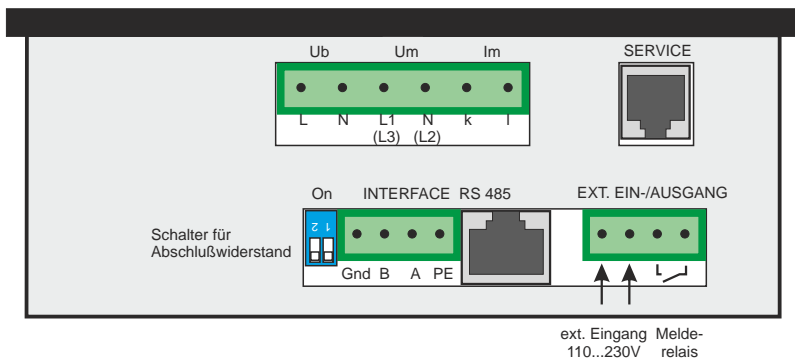 Ub Um Im
L N L1 N k l
(L3) (L2)
SERVICE
On INTERFACE RS 485
2 1
Schalter für
Abschlußwiderstand
Gnd B A PE
EXT. EIN-/AUSGANG
ext. Eingang
110...230V
Melde-
relais